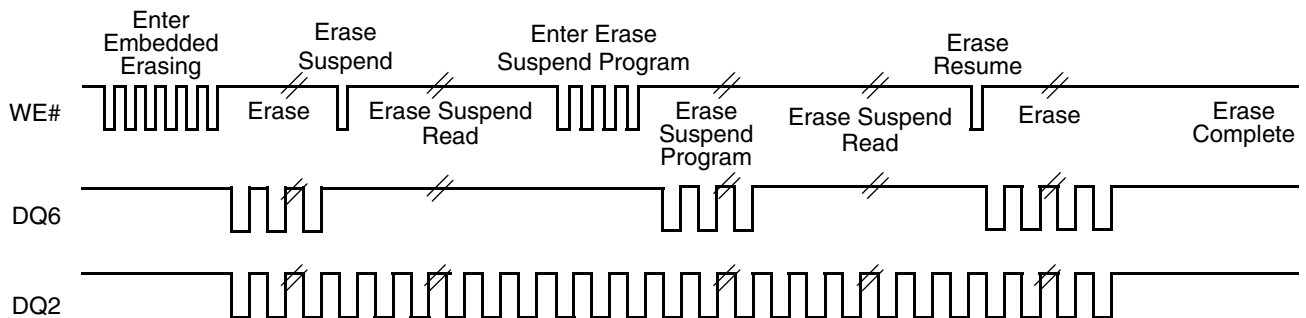 Enter
Embedded
Erasing
Erase
Suspend
Enter Erase
Suspend Program
Erase
Resume
WE#
Erase
Erase Suspend
Read
Erase
Suspend
Program
Erase Suspend
Read
Erase
Erase
Complete
DQ6
DQ2